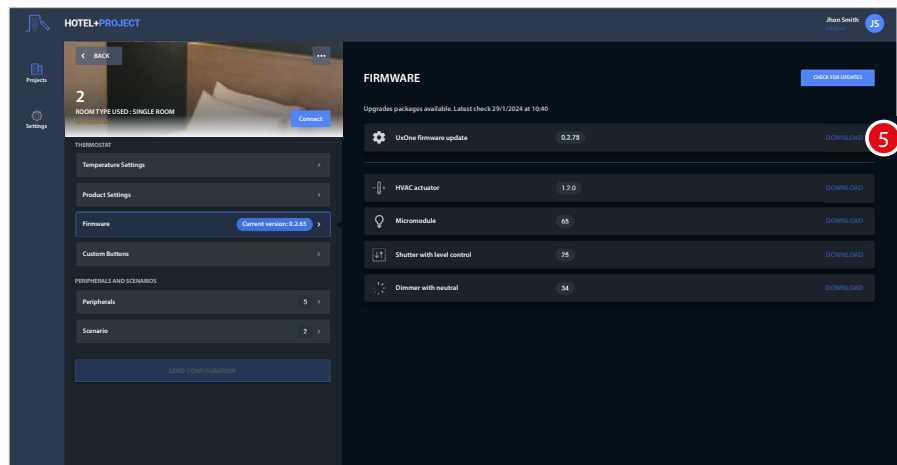 HOTEL+PROJECT
Jhon Smith
Logout
JS
Projects
Settings
BACK
2
ROOM TYPE USED : SINGLE ROOM
Connect
THERMOSTAT
Temperature Settings
Product Settings
Firmware Current version: 0.2.65
Custom Buttons
PERIPHERALS AND SCENARIOS
Peripherals 5
Scenario 2
SEND CONFIGURATION
FIRMWARE
CHECK FOR UPDATES
Upgrades packages available. Latest check 29/1/2024 at 10:40
UxOne firmware update 0.2.75 DOWNLOAD
5
HVAC actuator 1.2.0 DOWNLOAD
Micromodule 65 DOWNLOAD
Shutter with level control 25 DOWNLOAD
Dimmer with neutral 34 DOWNLOAD